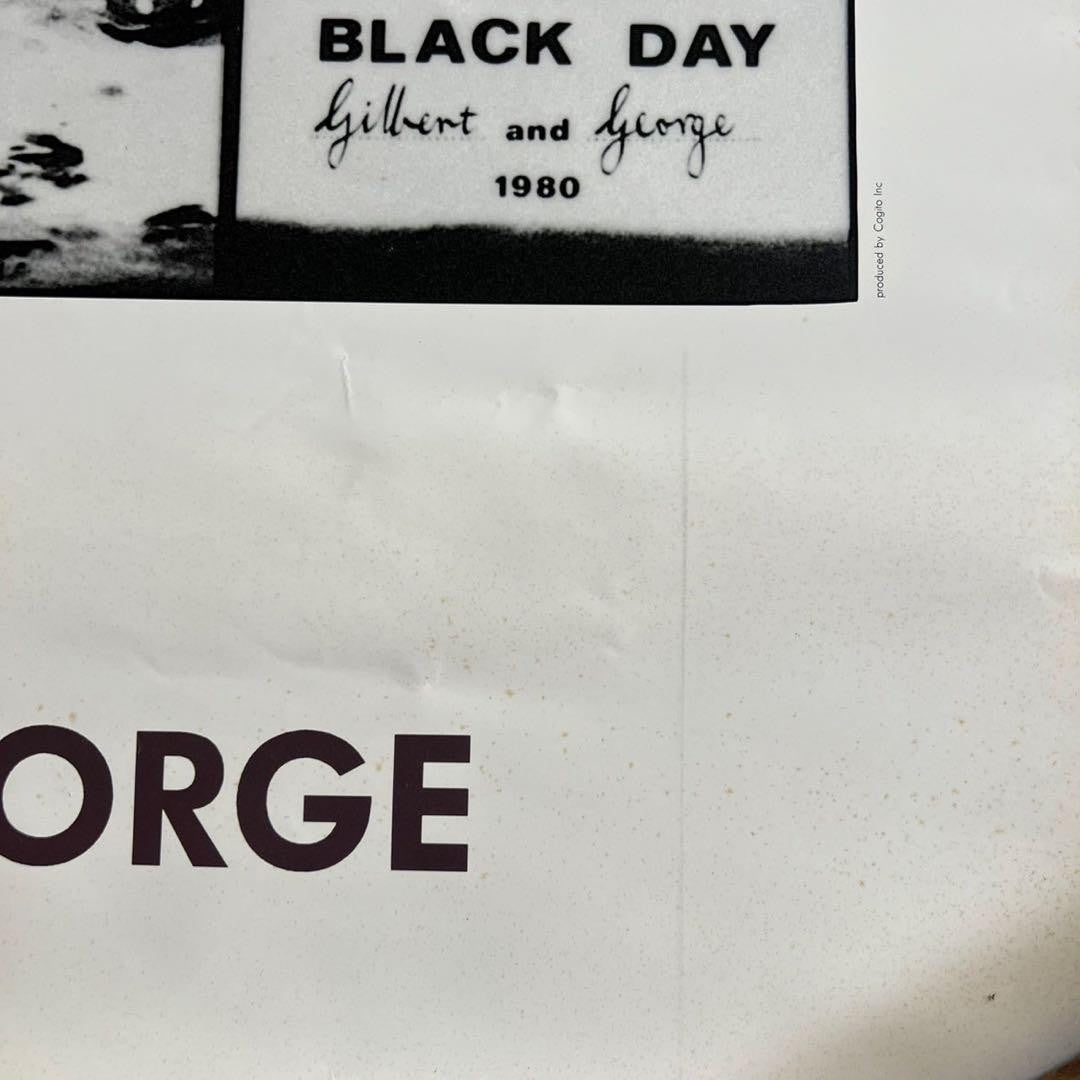 BLACK DAY
Gilbert and George
1980
produced by Cogito Inc
ORGE